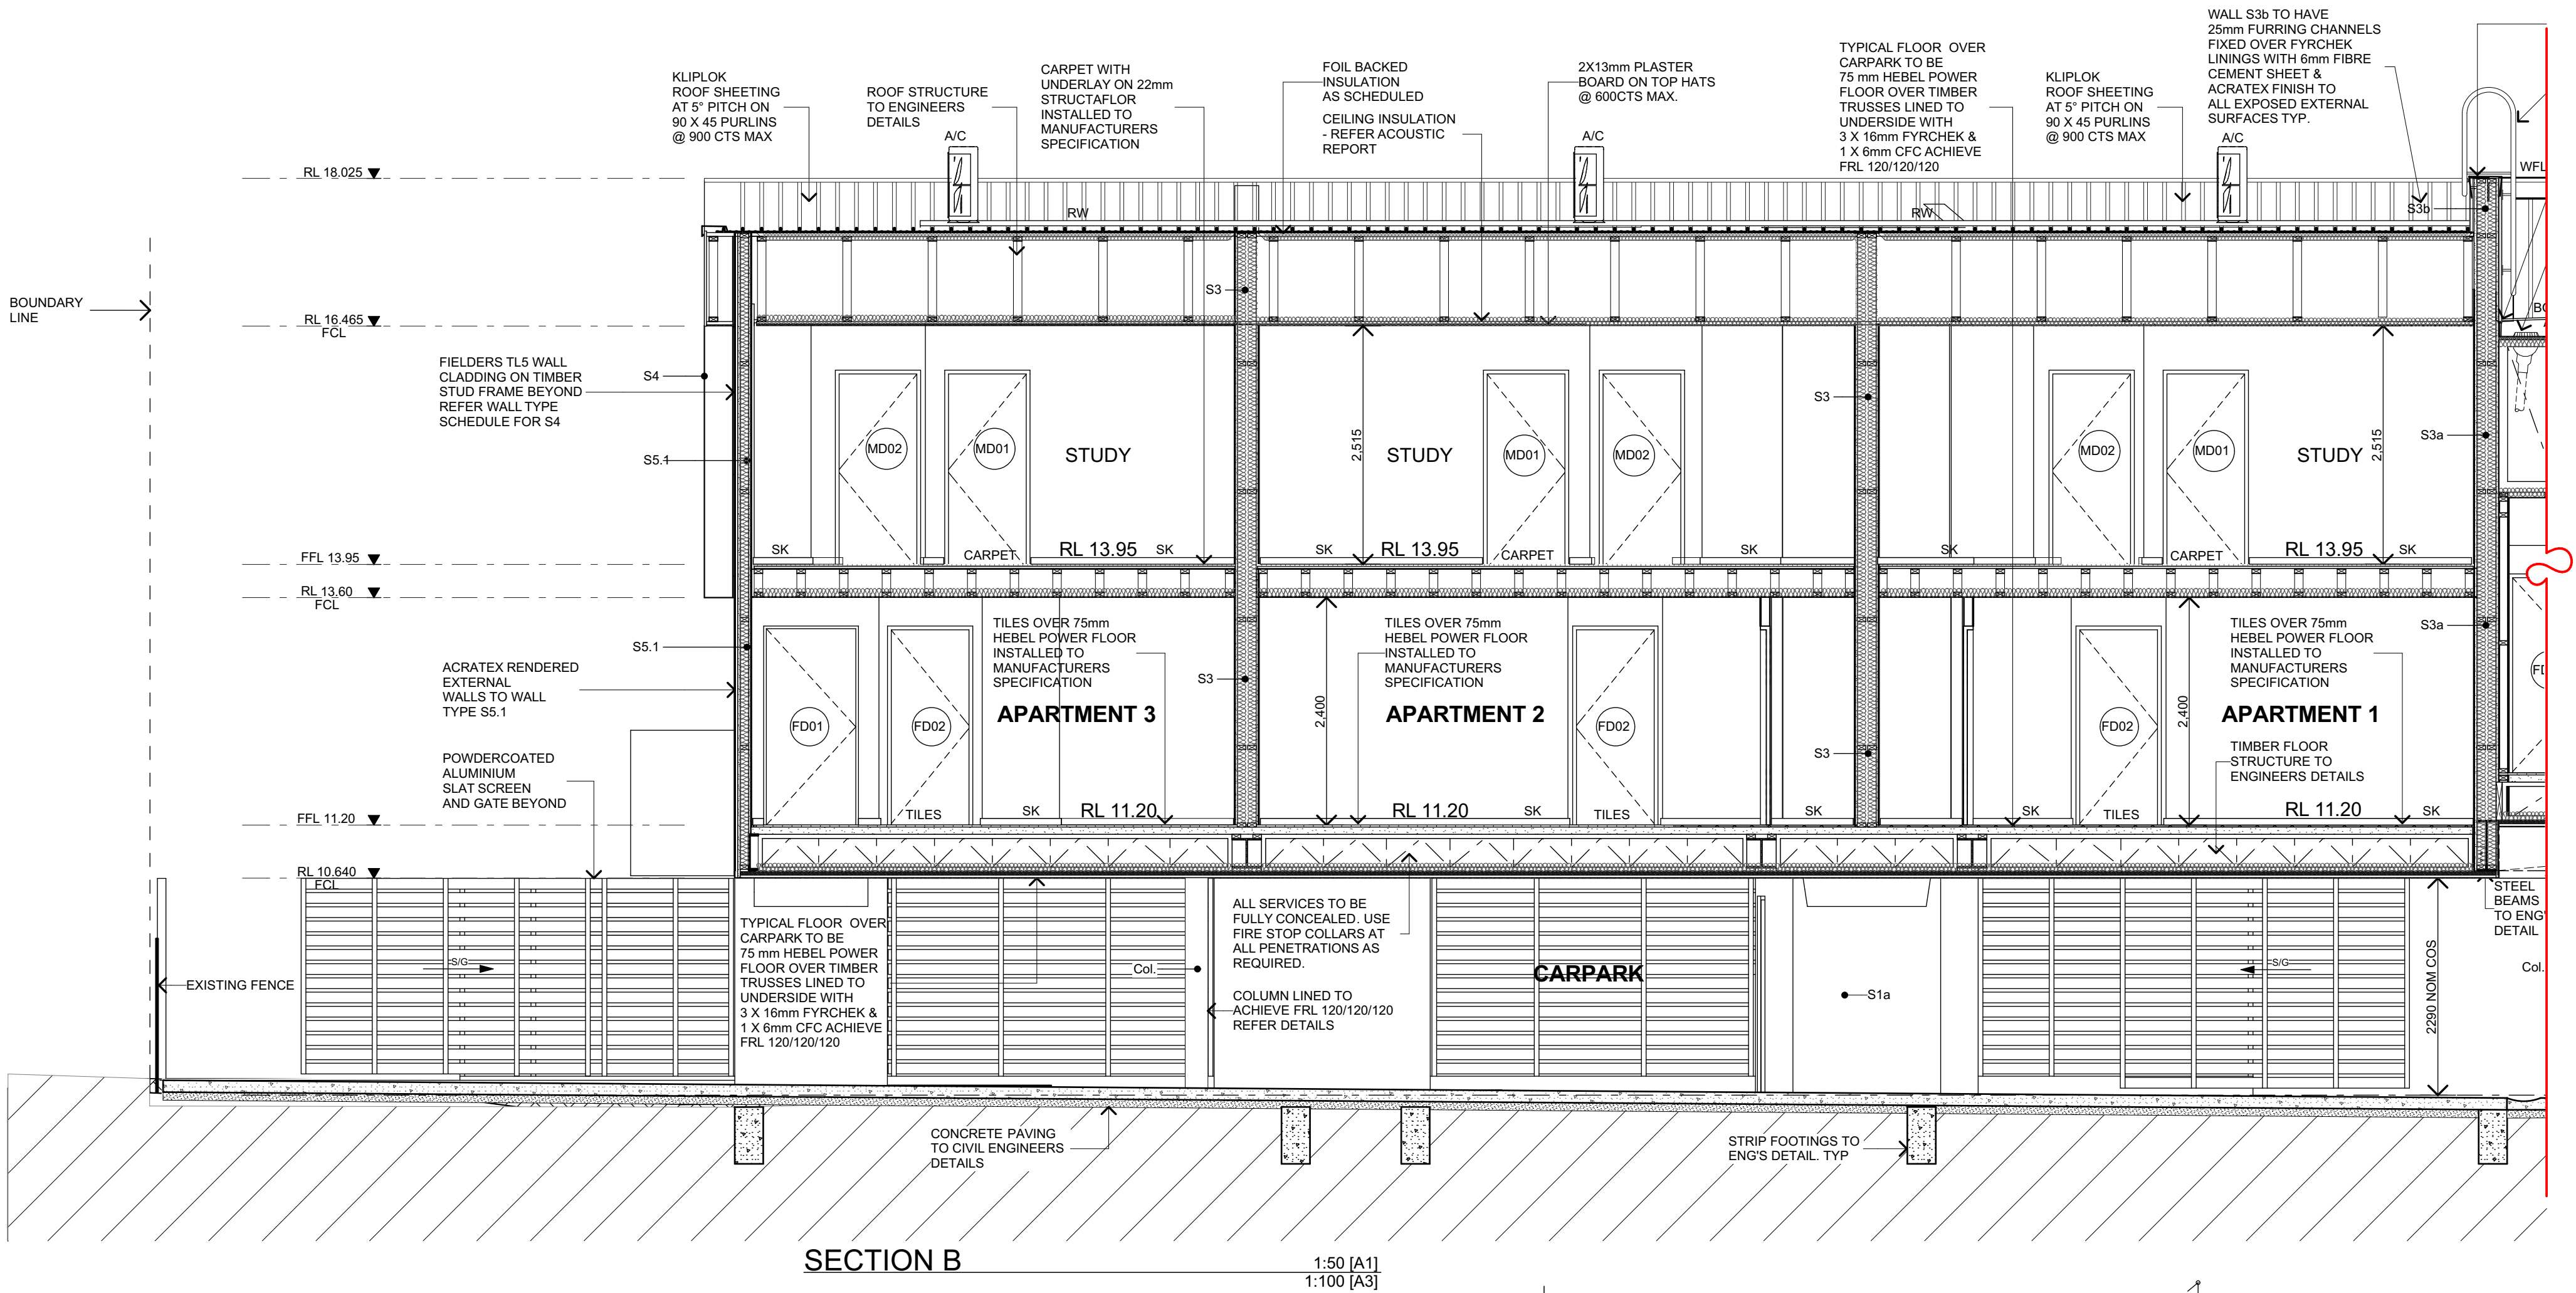 WALL S3b TO HAVE
25mm FURRING CHANNELS
FIXED OVER FYRCHEK
LININGS WITH 6mm FIBRE
CEMENT SHEET &
ACRATEX FINISH TO
ALL EXPOSED EXTERNAL
SURFACES TYP.
KLIPLOK
ROOF SHEETING
AT 5° PITCH ON
90 X 45 PURLINS
@ 900 CTS MAX
ROOF STRUCTURE
TO ENGINEERS
DETAILS
CARPET WITH
UNDERLAY ON 22mm
STRUCTAFLOR
INSTALLED TO
MANUFACTURERS
SPECIFICATION
FOIL BACKED
INSULATION
AS SCHEDULED
CEILING INSULATION
- REFER ACOUSTIC
REPORT
2X13mm PLASTER
BOARD ON TOP HATS
@ 600CTS MAX.
TYPICAL FLOOR OVER
CARPARK TO BE
75 mm HEBEL POWER
FLOOR OVER TIMBER
TRUSSES LINED TO
UNDERSIDE WITH
3 X 16mm FYRCHEK &
1 X 6mm CFC ACHIEVE
FRL 120/120/120
KLIPLOK
ROOF SHEETING
AT 5° PITCH ON
90 X 45 PURLINS
@ 900 CTS MAX
A/C
A/C
A/C
WFL
RL 18.025
RW
RW
S3b
S3
BOUNDARY
LINE
RL 16.465
FCL
FIELDERS TL5 WALL
CLADDING ON TIMBER
STUD FRAME BEYOND
REFER WALL TYPE
SCHEDULE FOR S4
S4
S5.1
S3
S3a
MD02
MD01
STUDY
2,515
STUDY
MD01
MD02
MD02
MD01
STUDY
2,515
SK
CARPET
RL 13.95
SK
SK
RL 13.95
CARPET
SK
SK
CARPET
RL 13.95
SK
FFL 13.95
RL 13.60
FCL
S5.1
S3
S3
S3a
TILES OVER 75mm
HEBEL POWER FLOOR
INSTALLED TO
MANUFACTURERS
SPECIFICATION
TILES OVER 75mm
HEBEL POWER FLOOR
INSTALLED TO
MANUFACTURERS
SPECIFICATION
TILES OVER 75mm
HEBEL POWER FLOOR
INSTALLED TO
MANUFACTURERS
SPECIFICATION
ACRATEX RENDERED
EXTERNAL
WALLS TO WALL
TYPE S5.1
FD01
FD02
APARTMENT 3
2,400
APARTMENT 2
FD02
FD02
2,400
APARTMENT 1
TIMBER FLOOR
STRUCTURE TO
ENGINEERS DETAILS
POWDERCOATED
ALUMINIUM
SLAT SCREEN
AND GATE BEYOND
TILES
SK
RL 11.20
RL 11.20
SK
TILES
SK
SK
TILES
RL 11.20
SK
FFL 11.20
RL 10.640
FCL
EXISTING FENCE
S/G
TYPICAL FLOOR OVER
CARPARK TO BE
75 mm HEBEL POWER
FLOOR OVER TIMBER
TRUSSES LINED TO
UNDERSIDE WITH
3 X 16mm FYRCHEK &
1 X 6mm CFC ACHIEVE
FRL 120/120/120
Col.
ALL SERVICES TO BE
FULLY CONCEALED. USE
FIRE STOP COLLARS AT
ALL PENETRATIONS AS
REQUIRED.
COLUMN LINED TO
ACHIEVE FRL 120/120/120
REFER DETAILS
CARPARK
S1a
S/G
2290 NOM COS
STEEL
BEAMS
TO ENG'
DETAIL
Col.
CONCRETE PAVING
TO CIVIL ENGINEERS
DETAILS
STRIP FOOTINGS TO
ENG'S DETAIL. TYP
SECTION B
1:50 [A1]
1:100 [A3]